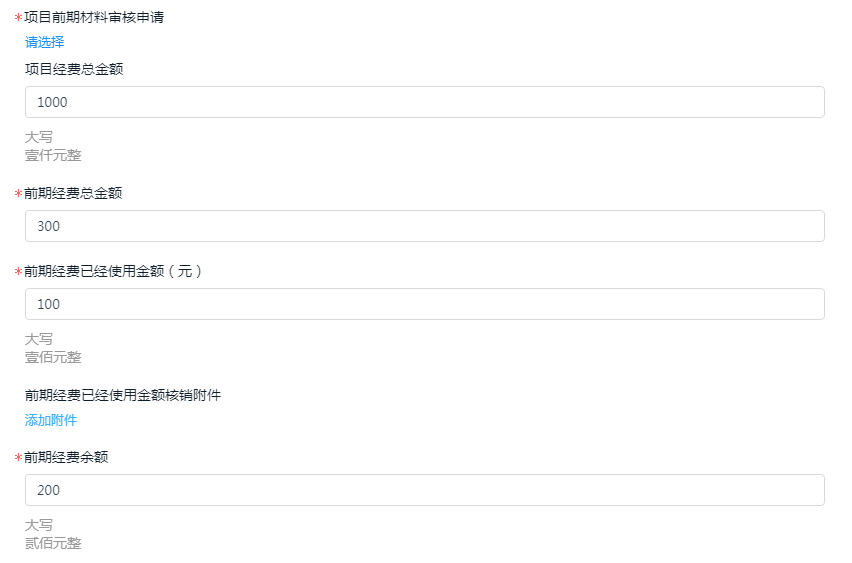 *项目前期材料审核申请
请选择
项目经费总金额
1000
大写
壹仟元整
*前期经费总金额
300
*前期经费已经使用金额（元）
100
大写
壹佰元整
前期经费已经使用金额核销附件
添加附件
*前期经费余额
200
大写
贰佰元整